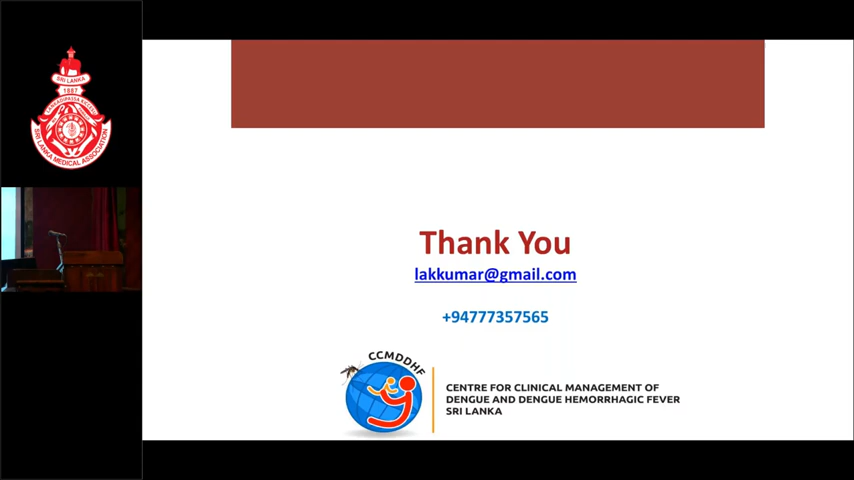 SRI LANKA
1887
SRI LANKA MEDICAL ASSOCIATION
Thank You
lakkumar@gmail.com
+94777357565
CCMDDHF
CENTRE FOR CLINICAL MANAGEMENT OF
DENGUE AND DENGUE HEMORRHAGIC FEVER
SRI LANKA